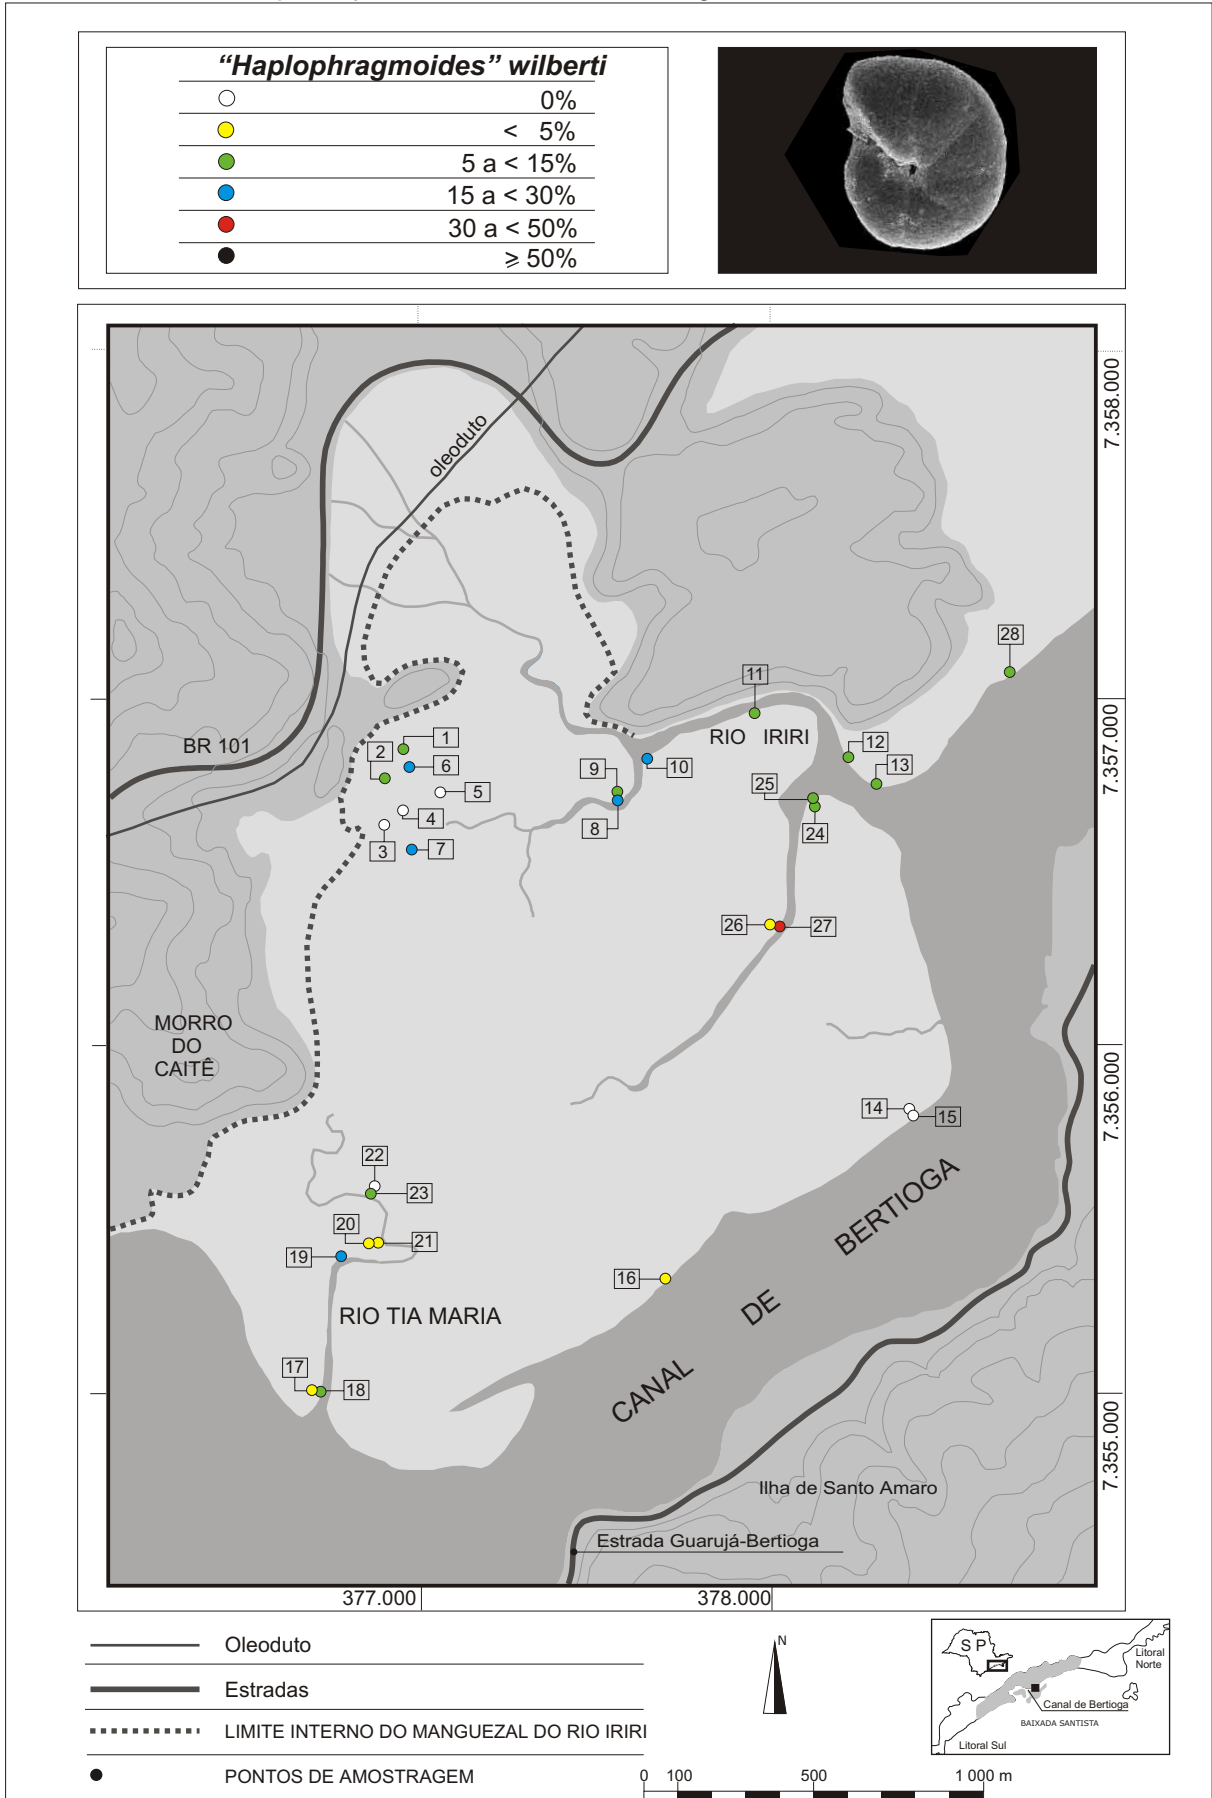 “Haplophragmoides” wilberti
0%
< 5%
5 a < 15%
15 a < 30%
30 a < 50%
⩾ 50%
oleoduto
7.358.000
28
11
RIO IRIRI
7.357.000
BR 101
1
2
6
5
4
3
7
9
10
8
12
13
25
24
26
27
MORRO
DO
CAITÊ
7.356.000
14
15
22
23
20
21
19
16
RIO TIA MARIA
17
18
CANAL
DE
BERTIOGA
7.355.000
Ilha de Santo Amaro
Estrada Guarujá-Bertioga
377.000
378.000
Oleoduto
Estradas
LIMITE INTERNO DO MANGUEZAL DO RIO IRIRI
PONTOS DE AMOSTRAGEM
N
0 100 500 1 000 m
S P
Litoral
Norte
Canal de Bertioga
BAIXADA SANTISTA
Litoral Sul